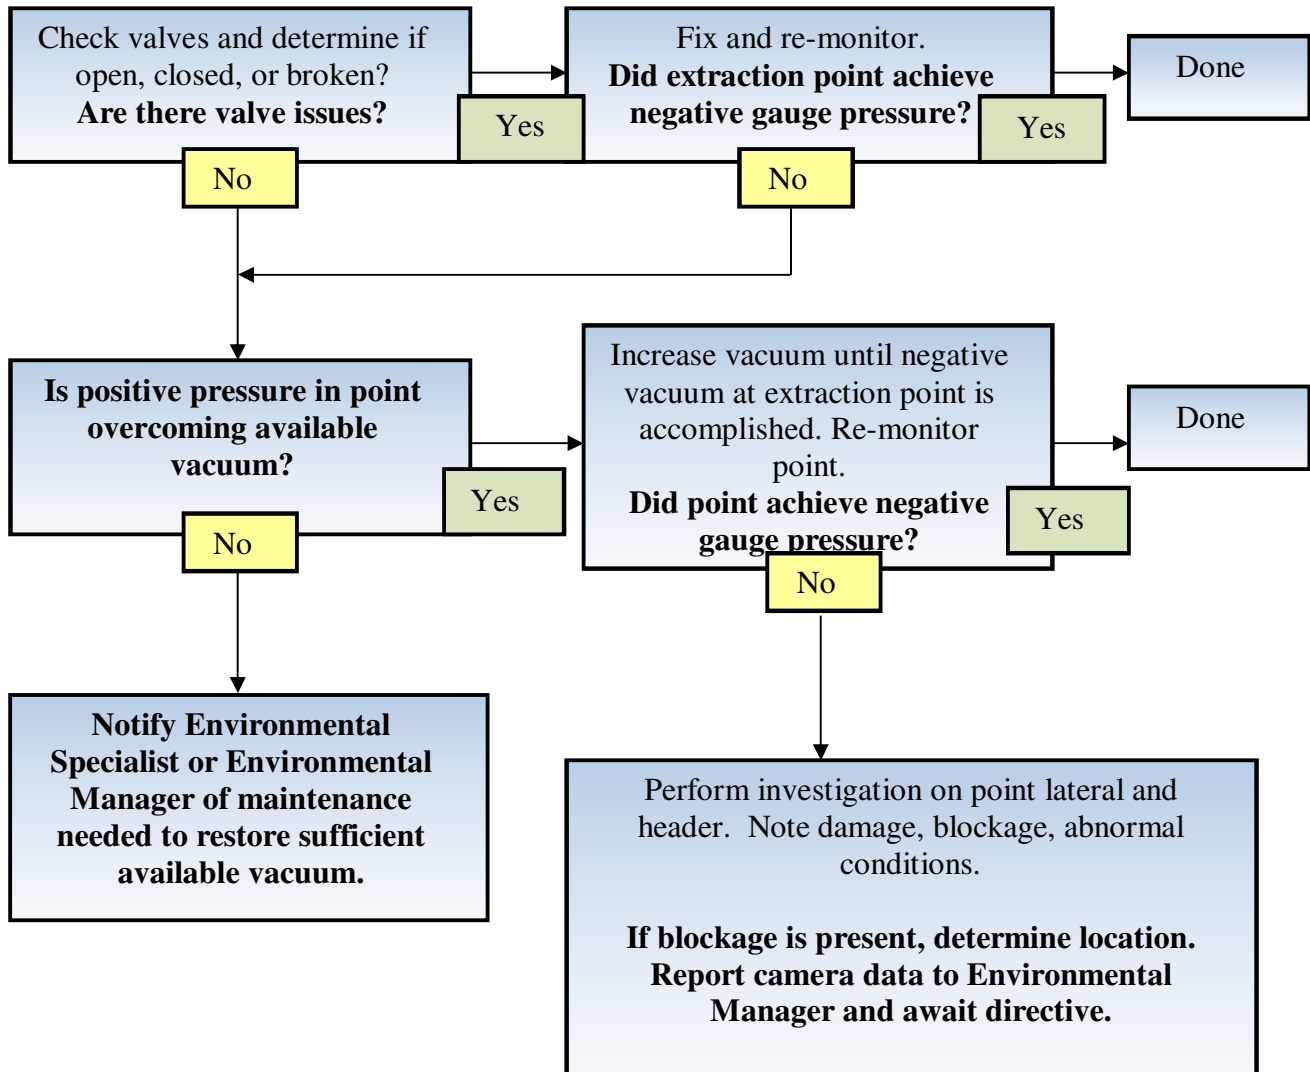 Check valves and determine if
open, closed, or broken?
Are there valve issues?
Yes
No
Fix and re-monitor.
Did extraction point achieve
negative gauge pressure?
Yes
No
Done
Is positive pressure in point
overcoming available
vacuum?
Yes
No
Increase vacuum until negative
vacuum at extraction point is
accomplished. Re-monitor
point.
Did point achieve negative
gauge pressure?
Yes
No
Done
Notify Environmental
Specialist or Environmental
Manager of maintenance
needed to restore sufficient
available vacuum.
Perform investigation on point lateral and
header.  Note damage, blockage, abnormal
conditions.
If blockage is present, determine location.
Report camera data to Environmental
Manager and await directive.